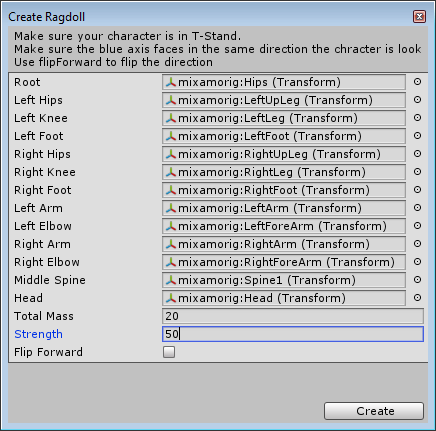 Create Ragdoll
Make sure your character is in T-Stand.
Make sure the blue axis faces in the same direction the chracter is look
Use flipForward to flip the direction
Root mixamorig:Hips (Transform)
Left Hips mixamorig:LeftUpLeg (Transform)
Left Knee mixamorig:LeftLeg (Transform)
Left Foot mixamorig:LeftFoot (Transform)
Right Hips mixamorig:RightUpLeg (Transform)
Right Knee mixamorig:RightLeg (Transform)
Right Foot mixamorig:RightFoot (Transform)
Left Arm mixamorig:LeftArm (Transform)
Left Elbow mixamorig:LeftForeArm (Transform)
Right Arm mixamorig:RightArm (Transform)
Right Elbow mixamorig:RightForeArm (Transform)
Middle Spine mixamorig:Spine1 (Transform)
Head mixamorig:Head (Transform)
Total Mass 20
Strength 50
Flip Forward
Create